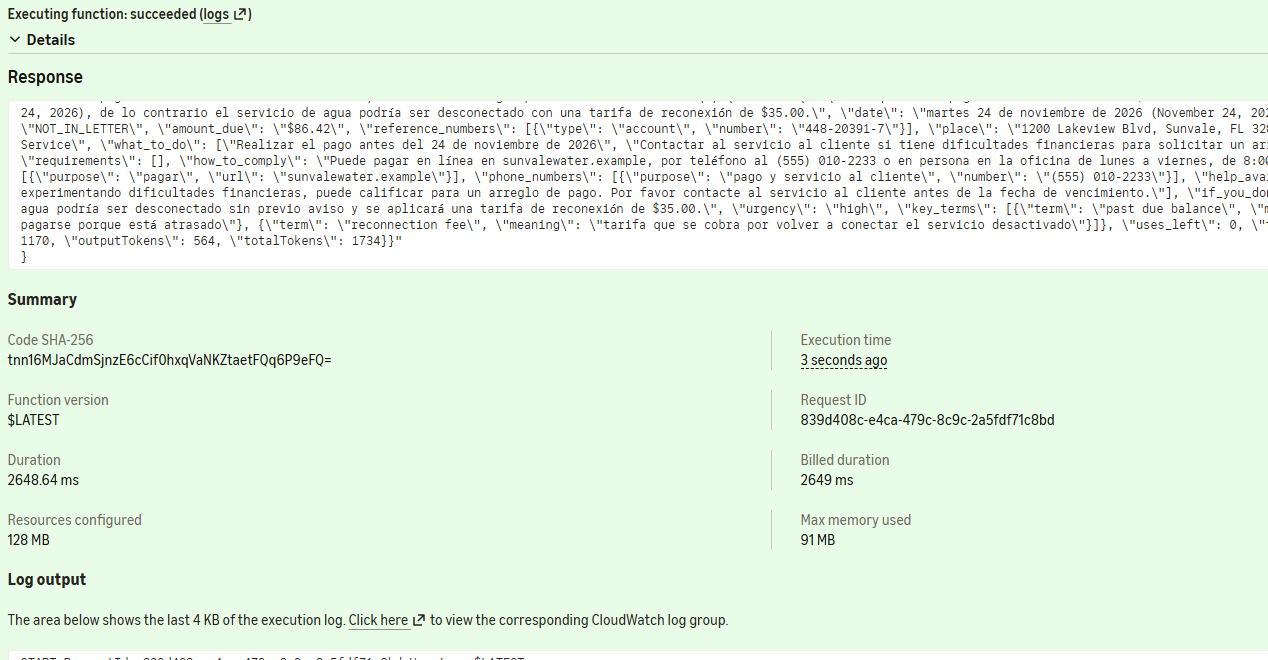 Executing function: succeeded (logs)
Details
Response
24, 2026), de lo contrario el servicio de agua podría ser desconectado con una tarifa de reconexión de $35.00.\", \"date\": \"martes 24 de noviembre de 2026 (November 24, 202
\"NOT_IN_LETTER\", \"amount_due\": \"$86.42\", \"reference_numbers\": [{\"type\": \"account\", \"number\": \"448-20391-7\"}], \"place\": \"1200 Lakeview Blvd, Sunvale, FL 328
Service\", \"what_to_do\": [\"Realizar el pago antes del 24 de noviembre de 2026\", \"Contactar al servicio al cliente si tiene dificultades financieras para solicitar un arr
\"requirements\": [], \"how_to_comply\": \"Puede pagar en línea en sunvalewater.example, por teléfono al (555) 010-2233 o en persona en la oficina de lunes a viernes, de 8:00
[{\"purpose\": \"pagar\", \"url\": \"sunvalewater.example\"}], \"phone_numbers\": [{\"purpose\": \"pago y servicio al cliente\", \"number\": \"(555) 010-2233\"}], \"help_avai
experimentando dificultades financieras, puede calificar para un arreglo de pago. Por favor contacte al servicio al cliente antes de la fecha de vencimiento.\"], \"if_you_don
agua podría ser desconectado sin previo aviso y se aplicará una tarifa de reconexión de $35.00.\", \"urgency\": \"high\", \"key_terms\": [{\"term\": \"past due balance\", \"m
pagarse porque está atrasado\"}, {\"term\": \"reconnection fee\", \"meaning\": \"tarifa que se cobra por volver a conectar el servicio desactivado\"}]}, \"uses_left\": 0, \"
1170, \"outputTokens\": 564, \"totalTokens\": 1734}}"
}
Summary
Code SHA-256
tnn16MJaCdmSjnzE6cCif0hxqVaNKZtaetFQq6P9eFQ=
Execution time
3 seconds ago
Function version
$LATEST
Request ID
839d408c-e4ca-479c-8c9c-2a5fdf71c8bd
Duration
2648.64 ms
Billed duration
2649 ms
Resources configured
128 MB
Max memory used
91 MB
Log output
The area below shows the last 4 KB of the execution log. Click here to view the corresponding CloudWatch log group.